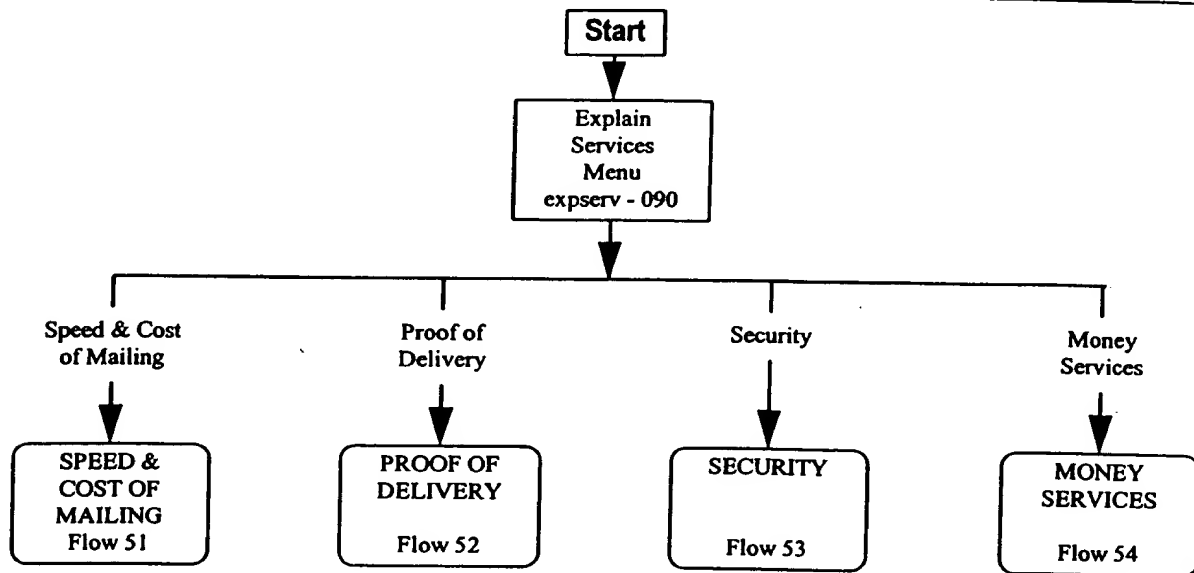 Start
Explain
Services
Menu
expserv - 090
Speed & Cost
of Mailing
Proof of
Delivery
Security
Money
Services
SPEED &
COST OF
MAILING
Flow 51
PROOF OF
DELIVERY
Flow 52
SECURITY
Flow 53
MONEY
SERVICES
Flow 54